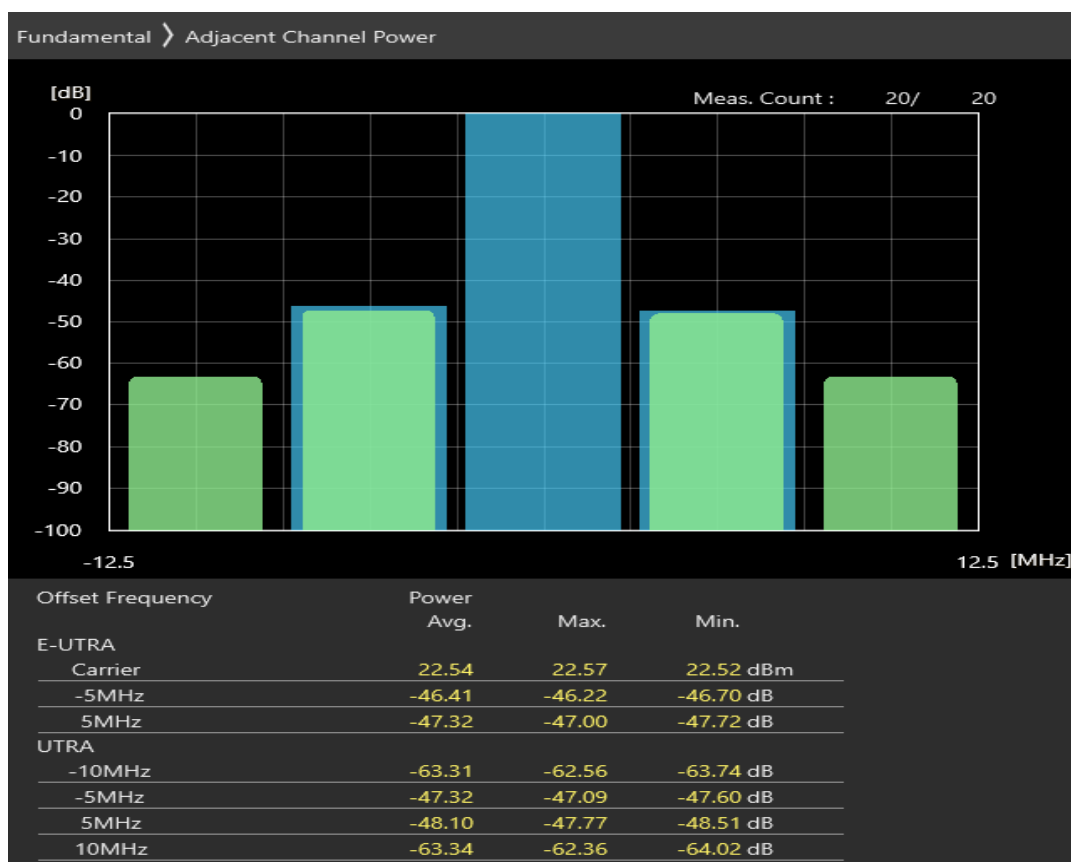 Fundamental 〉 Adjacent Channel Power
[dB]
Meas. Count : 20/ 20
0
-10
-20
-30
-40
-50
-60
-70
-80
-90
-100
-12.5 12.5 [MHz]
Offset Frequency Power
Avg. Max. Min.
E-UTRA
Carrier 22.54 22.57 22.52 dBm
-5MHz -46.41 -46.22 -46.70 dB
5MHz -47.32 -47.00 -47.72 dB
UTRA
-10MHz -63.31 -62.56 -63.74 dB
-5MHz -47.32 -47.09 -47.60 dB
5MHz -48.10 -47.77 -48.51 dB
10MHz -63.34 -62.36 -64.02 dB